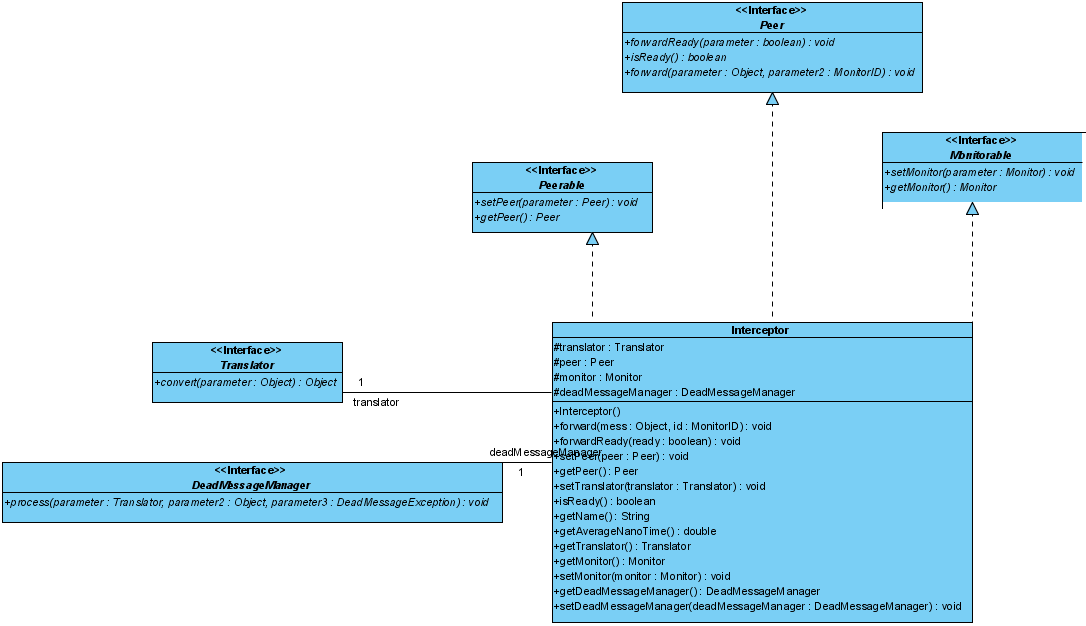 <<Interface>>
Peer
+forwardReady(parameter : boolean) : void
+isReady() : boolean
+forward(parameter : Object, parameter2 : MonitorID) : void
<<Interface>>
Monitorable
+setMonitor(parameter : Monitor) : void
+getMonitor() : Monitor
<<Interface>>
Peerable
+setPeer(parameter : Peer) : void
+getPeer() : Peer
<<Interface>>
Translator
+convert(parameter : Object) : Object
1
translator
Interceptor
#translator : Translator
#peer : Peer
#monitor : Monitor
#deadMessageManager : DeadMessageManager
+Interceptor()
+forward(mess : Object, id : MonitorID) : void
+forwardReady(ready : boolean) : void
+setPeer(peer : Peer) : void
+getPeer() : Peer
+setTranslator(translator : Translator) : void
+isReady() : boolean
+getName() : String
+getAverageNanoTime() : double
+getTranslator() : Translator
+getMonitor() : Monitor
+setMonitor(monitor : Monitor) : void
+getDeadMessageManager() : DeadMessageManager
+setDeadMessageManager(deadMessageManager : DeadMessageManager) : void
deadMessageManager
1
<<Interface>>
DeadMessageManager
+process(parameter : Translator, parameter2 : Object, parameter3 : DeadMessageException) : void